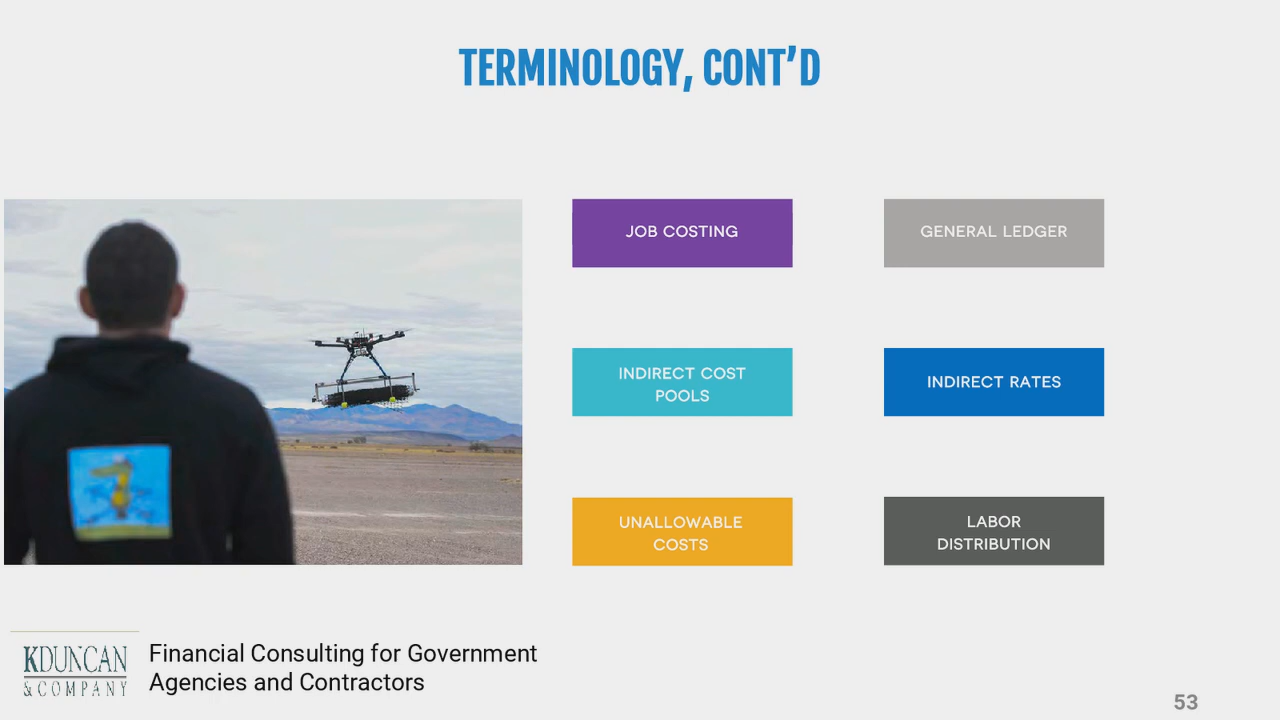 TERMINOLOGY, CONT’D
JOB COSTING
GENERAL LEDGER
INDIRECT COST
POOLS
INDIRECT RATES
UNALLOWABLE
COSTS
LABOR
DISTRIBUTION
KDUNCAN
& COMPANY
Financial Consulting for Government
Agencies and Contractors
53